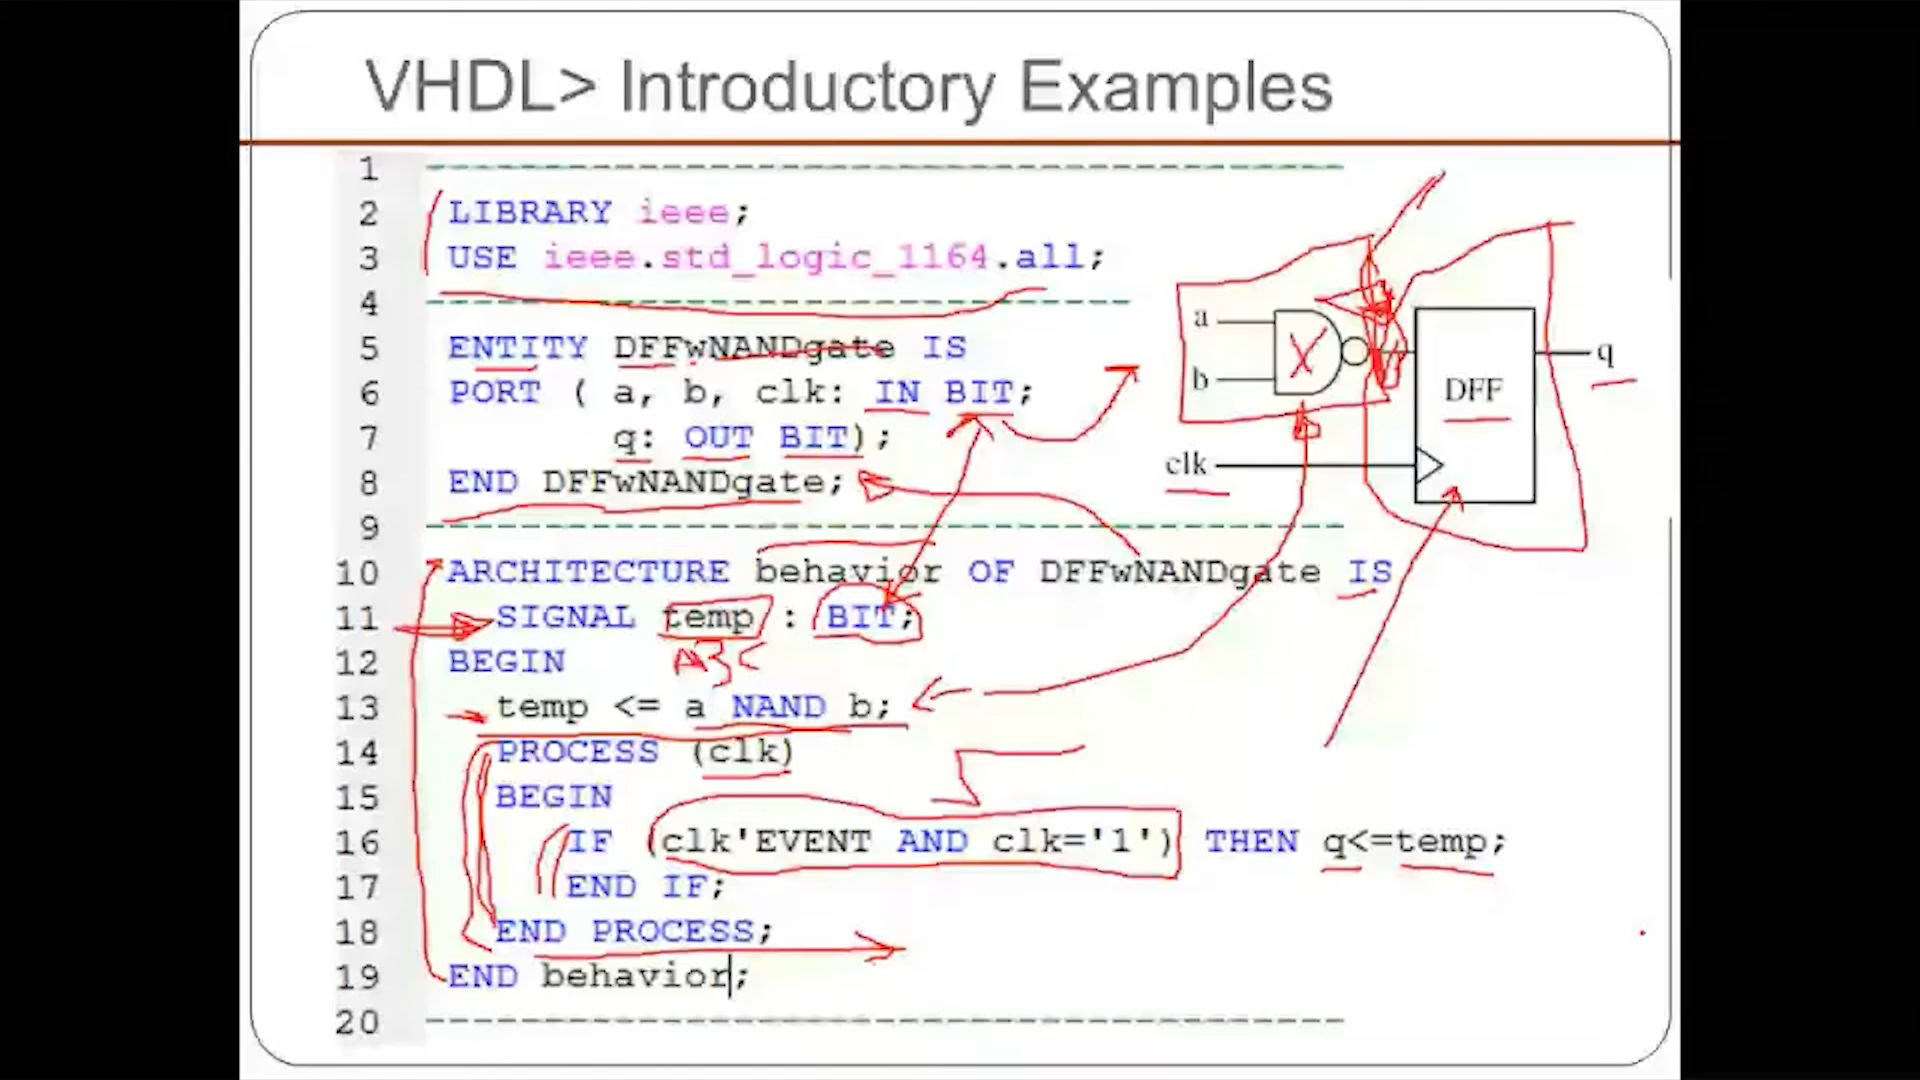 VHDL> Introductory Examples
1 --------------------------------------
2 LIBRARY ieee;
3 USE ieee.std_logic_1164.all;
4 -----------------------------
5 ENTITY DFFwNANDgate IS
6 PORT ( a, b, clk: IN BIT;
7 q: OUT BIT);
8 END DFFwNANDgate;
9 --------------------------------------
10 ARCHITECTURE behavior OF DFFwNANDgate IS
11 SIGNAL temp : BIT;
12 BEGIN
13 temp <= a NAND b;
14 PROCESS (clk)
15 BEGIN
16 IF (clk'EVENT AND clk='1') THEN q<=temp;
17 END IF;
18 END PROCESS;
19 END behavior;
20 --------------------------------------
a
b
clk
DFF
q